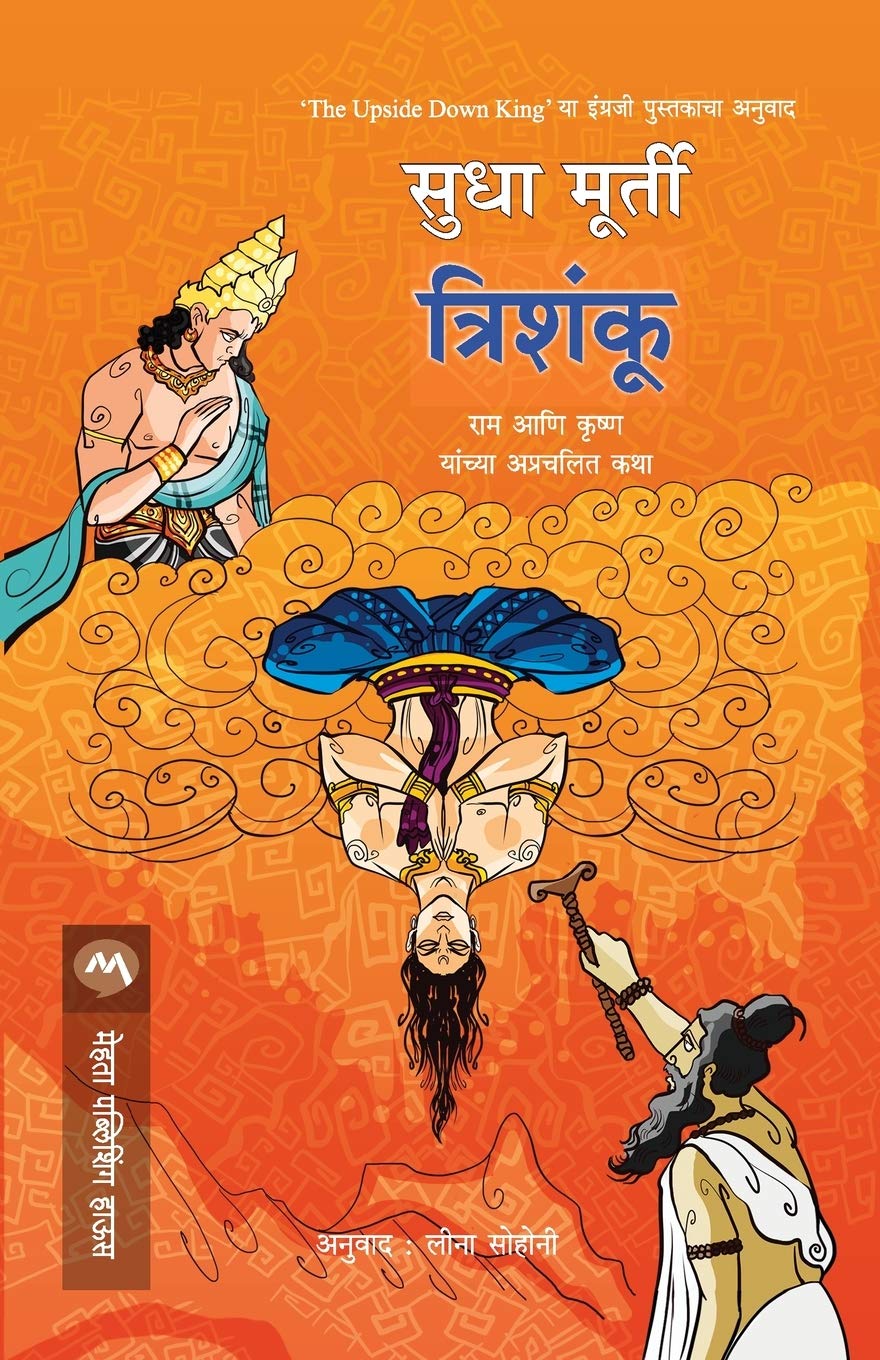 ‘The Upside Down King’ या इंग्रजी पुस्तकाचा अनुवाद
सुधा मूर्ती
त्रिशंकू
राम आणि कृष्ण
यांच्या अप्रचलित कथा
मेहता पब्लिशिंग हाऊस
अनुवाद : लीना सोहोनी